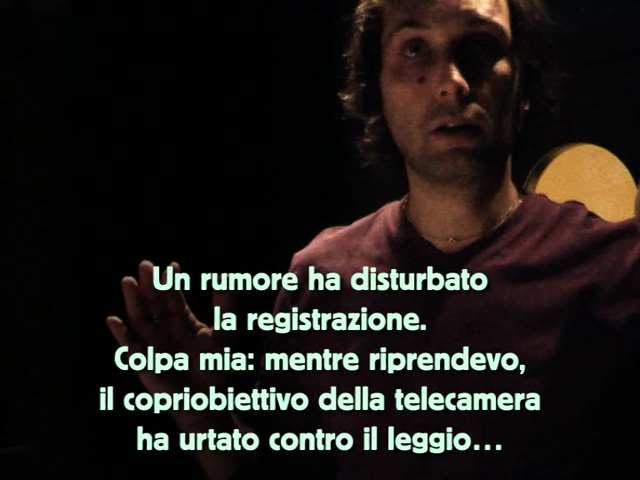 Un rumore ha disturbato
la registrazione.
Colpa mia: mentre riprendevo,
il copriobiettivo della telecamera
ha urtato contro il leggio...